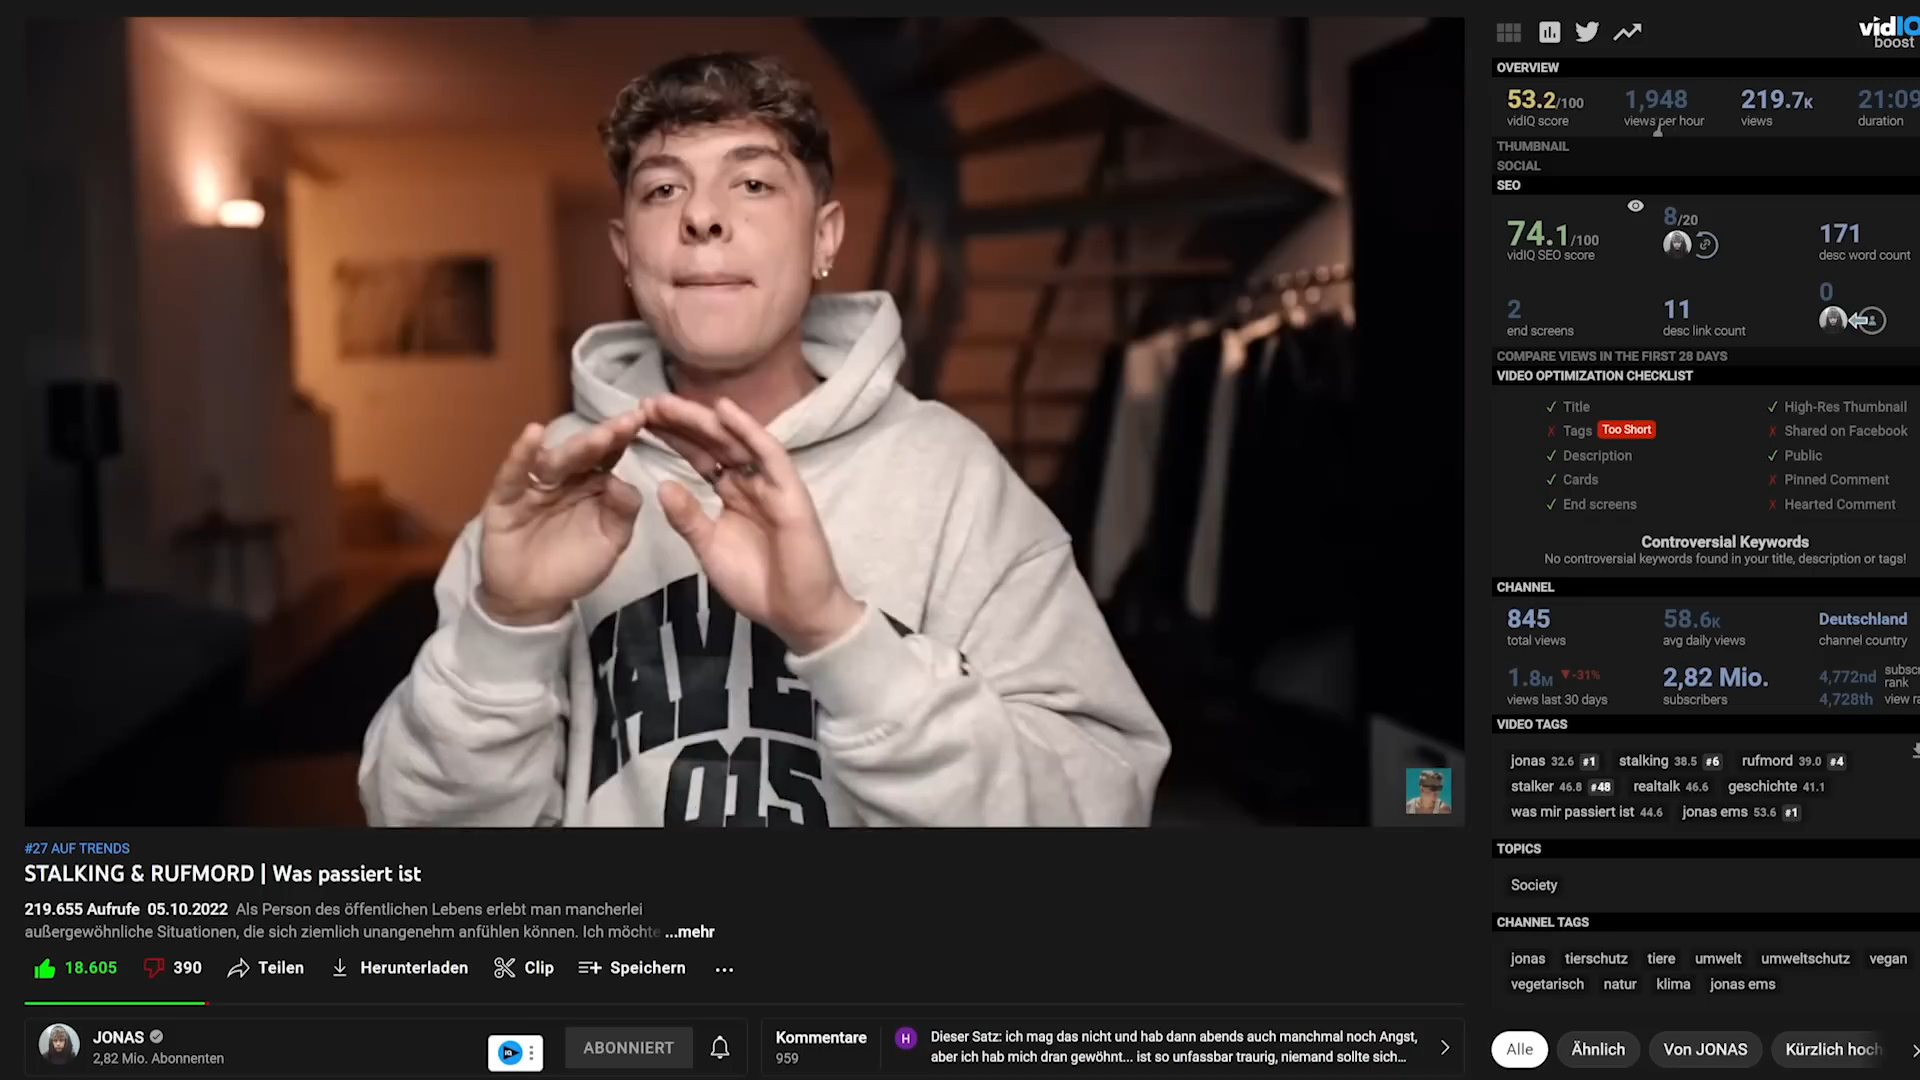 #27 AUF TRENDS
STALKING & RUFMORD | Was passiert ist
219.655 Aufrufe 05.10.2022 Als Person des öffentlichen Lebens erlebt man mancherlei
außergewöhnliche Situationen, die sich ziemlich unangenehm anfühlen können. Ich möchte ...mehr
18.605
390
Teilen
Herunterladen
Clip
Speichern
JONAS
2,82 Mio. Abonnenten
IQ
ABONNIERT
Kommentare
959
H
Dieser Satz: ich mag das nicht und hab dann abends auch manchmal noch Angst,
aber ich hab mich dran gewöhnt... ist so unfassbar traurig, niemand sollte sich...
015
vidIQ
boost
OVERVIEW
53.2/100
vidIQ score
1,948
views per hour
219.7K
views
21:09
duration
THUMBNAIL
SOCIAL
SEO
74.1/100
vidIQ SEO score
8/20
171
desc word count
2
end screens
11
desc link count
0
COMPARE VIEWS IN THE FIRST 28 DAYS
VIDEO OPTIMIZATION CHECKLIST
✓ Title
✗ Tags Too Short
✓ Description
✓ Cards
✓ End screens
✓ High-Res Thumbnail
✗ Shared on Facebook
✓ Public
✗ Pinned Comment
✗ Hearted Comment
Controversial Keywords
No controversial keywords found in your title, description or tags!
CHANNEL
845
total views
58.6K
avg daily views
Deutschland
channel country
1.8M ▼-31%
views last 30 days
2,82 Mio.
subscribers
4,772nd
rank
4,728th view
VIDEO TAGS
jonas 32.6 #1 stalking 38.5 #6 rufmord 39.0 #4
stalker 46.8 #48 realtalk 46.6 geschichte 41.1
was mir passiert ist 44.6 jonas ems 53.6 #1
TOPICS
Society
CHANNEL TAGS
jonas tierschutz tiere umwelt umweltschutz vegan
vegetarisch natur klima jonas ems
Alle Ähnlich Von JONAS Kürzlich hoch